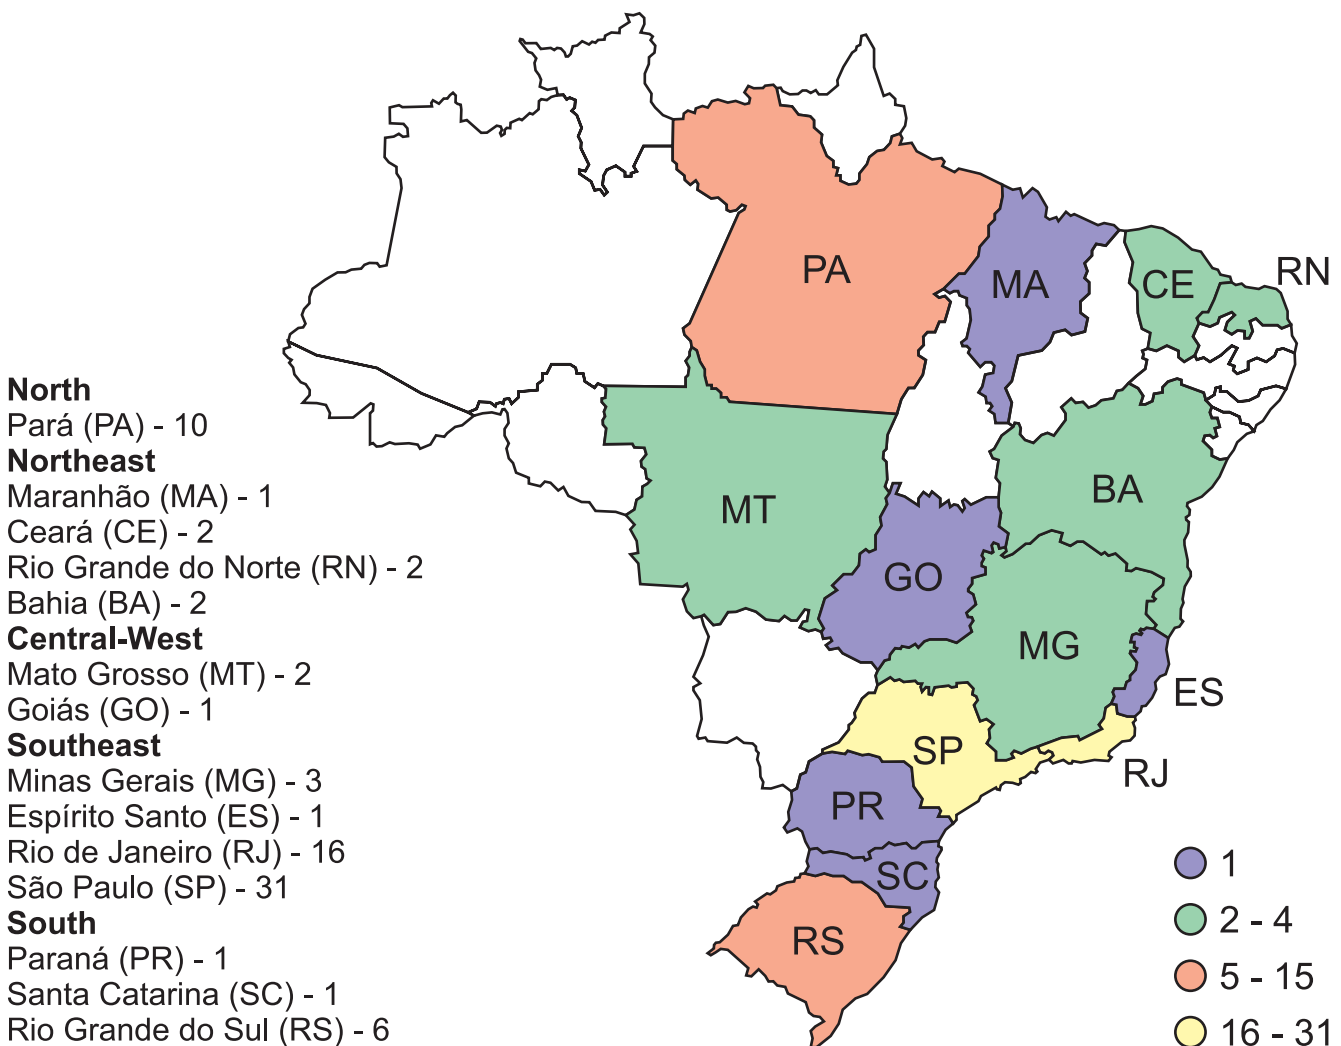 North
Pará (PA) - 10
Northeast
Maranhão (MA) - 1
Ceará (CE) - 2
Rio Grande do Norte (RN) - 2
Bahia (BA) - 2
Central-West
Mato Grosso (MT) - 2
Goiás (GO) - 1
Southeast
Minas Gerais (MG) - 3
Espírito Santo (ES) - 1
Rio de Janeiro (RJ) - 16
São Paulo (SP) - 31
South
Paraná (PR) - 1
Santa Catarina (SC) - 1
Rio Grande do Sul (RS) - 6
PA
MA
CE
RN
MT
BA
GO
MG
ES
SP
RJ
PR
SC
RS
1
2 - 4
5 - 15
16 - 31